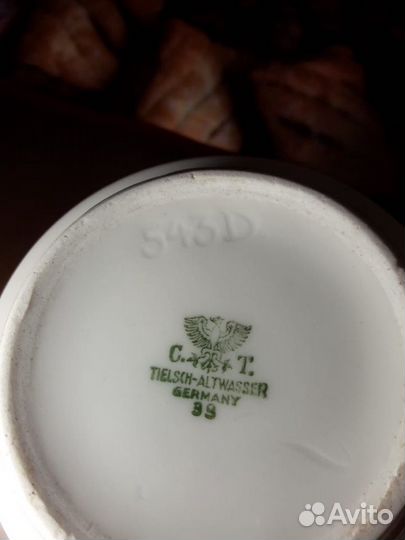 543D
C. T.
TIELSCH-ALTWASSER
GERMANY
39
Avito